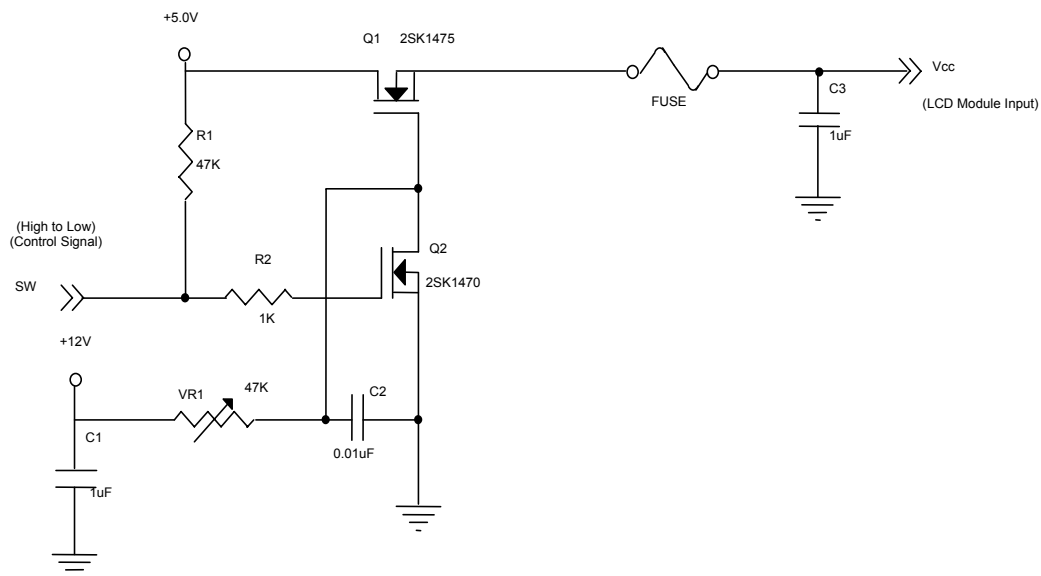 +5.0V
Q1 2SK1475
Vcc
(LCD Module Input)
FUSE
C3
1uF
R1
47K
(High to Low)
(Control Signal)
SW
R2
1K
Q2
2SK1470
+12V
VR1
47K
C2
0.01uF
C1
1uF